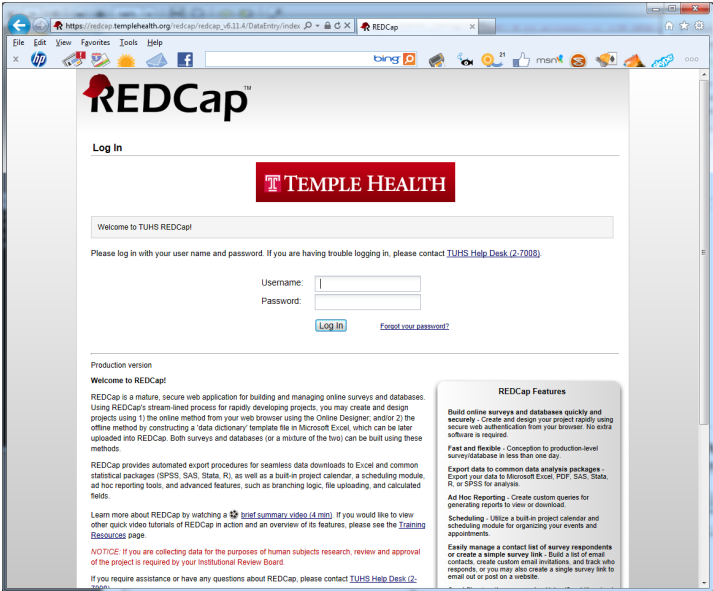 https://redcap.templehealth.org/redcap/redcap_v6.11.4/DataEntry/index
REDCap
File Edit View Favorites Tools Help
hp
f
bing
21
msn
REDCap™
Log In
T TEMPLE HEALTH
Welcome to TUHS REDCap!
Please log in with your user name and password. If you are having trouble logging in, please contact TUHS Help Desk (2-7008).
Username:
Password:
Log In
Forgot your password?
Production version
Welcome to REDCap!
REDCap is a mature, secure web application for building and managing online surveys and databases.
Using REDCap's stream-lined process for rapidly developing projects, you may create and design
projects using 1) the online method from your web browser using the Online Designer; and/or 2) the
offline method by constructing a 'data dictionary' template file in Microsoft Excel, which can be later
uploaded into REDCap. Both surveys and databases (or a mixture of the two) can be built using these
methods.
REDCap provides automated export procedures for seamless data downloads to Excel and common
statistical packages (SPSS, SAS, Stata, R), as well as a built-in project calendar, a scheduling module,
ad hoc reporting tools, and advanced features, such as branching logic, file uploading, and calculated
fields.
Learn more about REDCap by watching a brief summary video (4 min). If you would like to view
other quick video tutorials of REDCap in action and an overview of its features, please see the Training
Resources page.
NOTICE: If you are collecting data for the purposes of human subjects research, review and approval
of the project is required by your Institutional Review Board.
If you require assistance or have any questions about REDCap, please contact TUHS Help Desk (2-
7008)
REDCap Features
Build online surveys and databases quickly and
securely - Create and design your project rapidly using
secure web authentication from your browser. No extra
software is required.
Fast and flexible - Conception to production-level
survey/database in less than one day.
Export data to common data analysis packages -
Export your data to Microsoft Excel, PDF, SAS, Stata,
R, or SPSS for analysis.
Ad Hoc Reporting - Create custom queries for
generating reports to view or download.
Scheduling - Utilize a built-in project calendar and
scheduling module for organizing your events and
appointments.
Easily manage a contact list of survey respondents
or create a simple survey link - Build a list of email
contacts, create custom email invitations, and track who
responds, or you may also create a single survey link to
email out or post on a website.